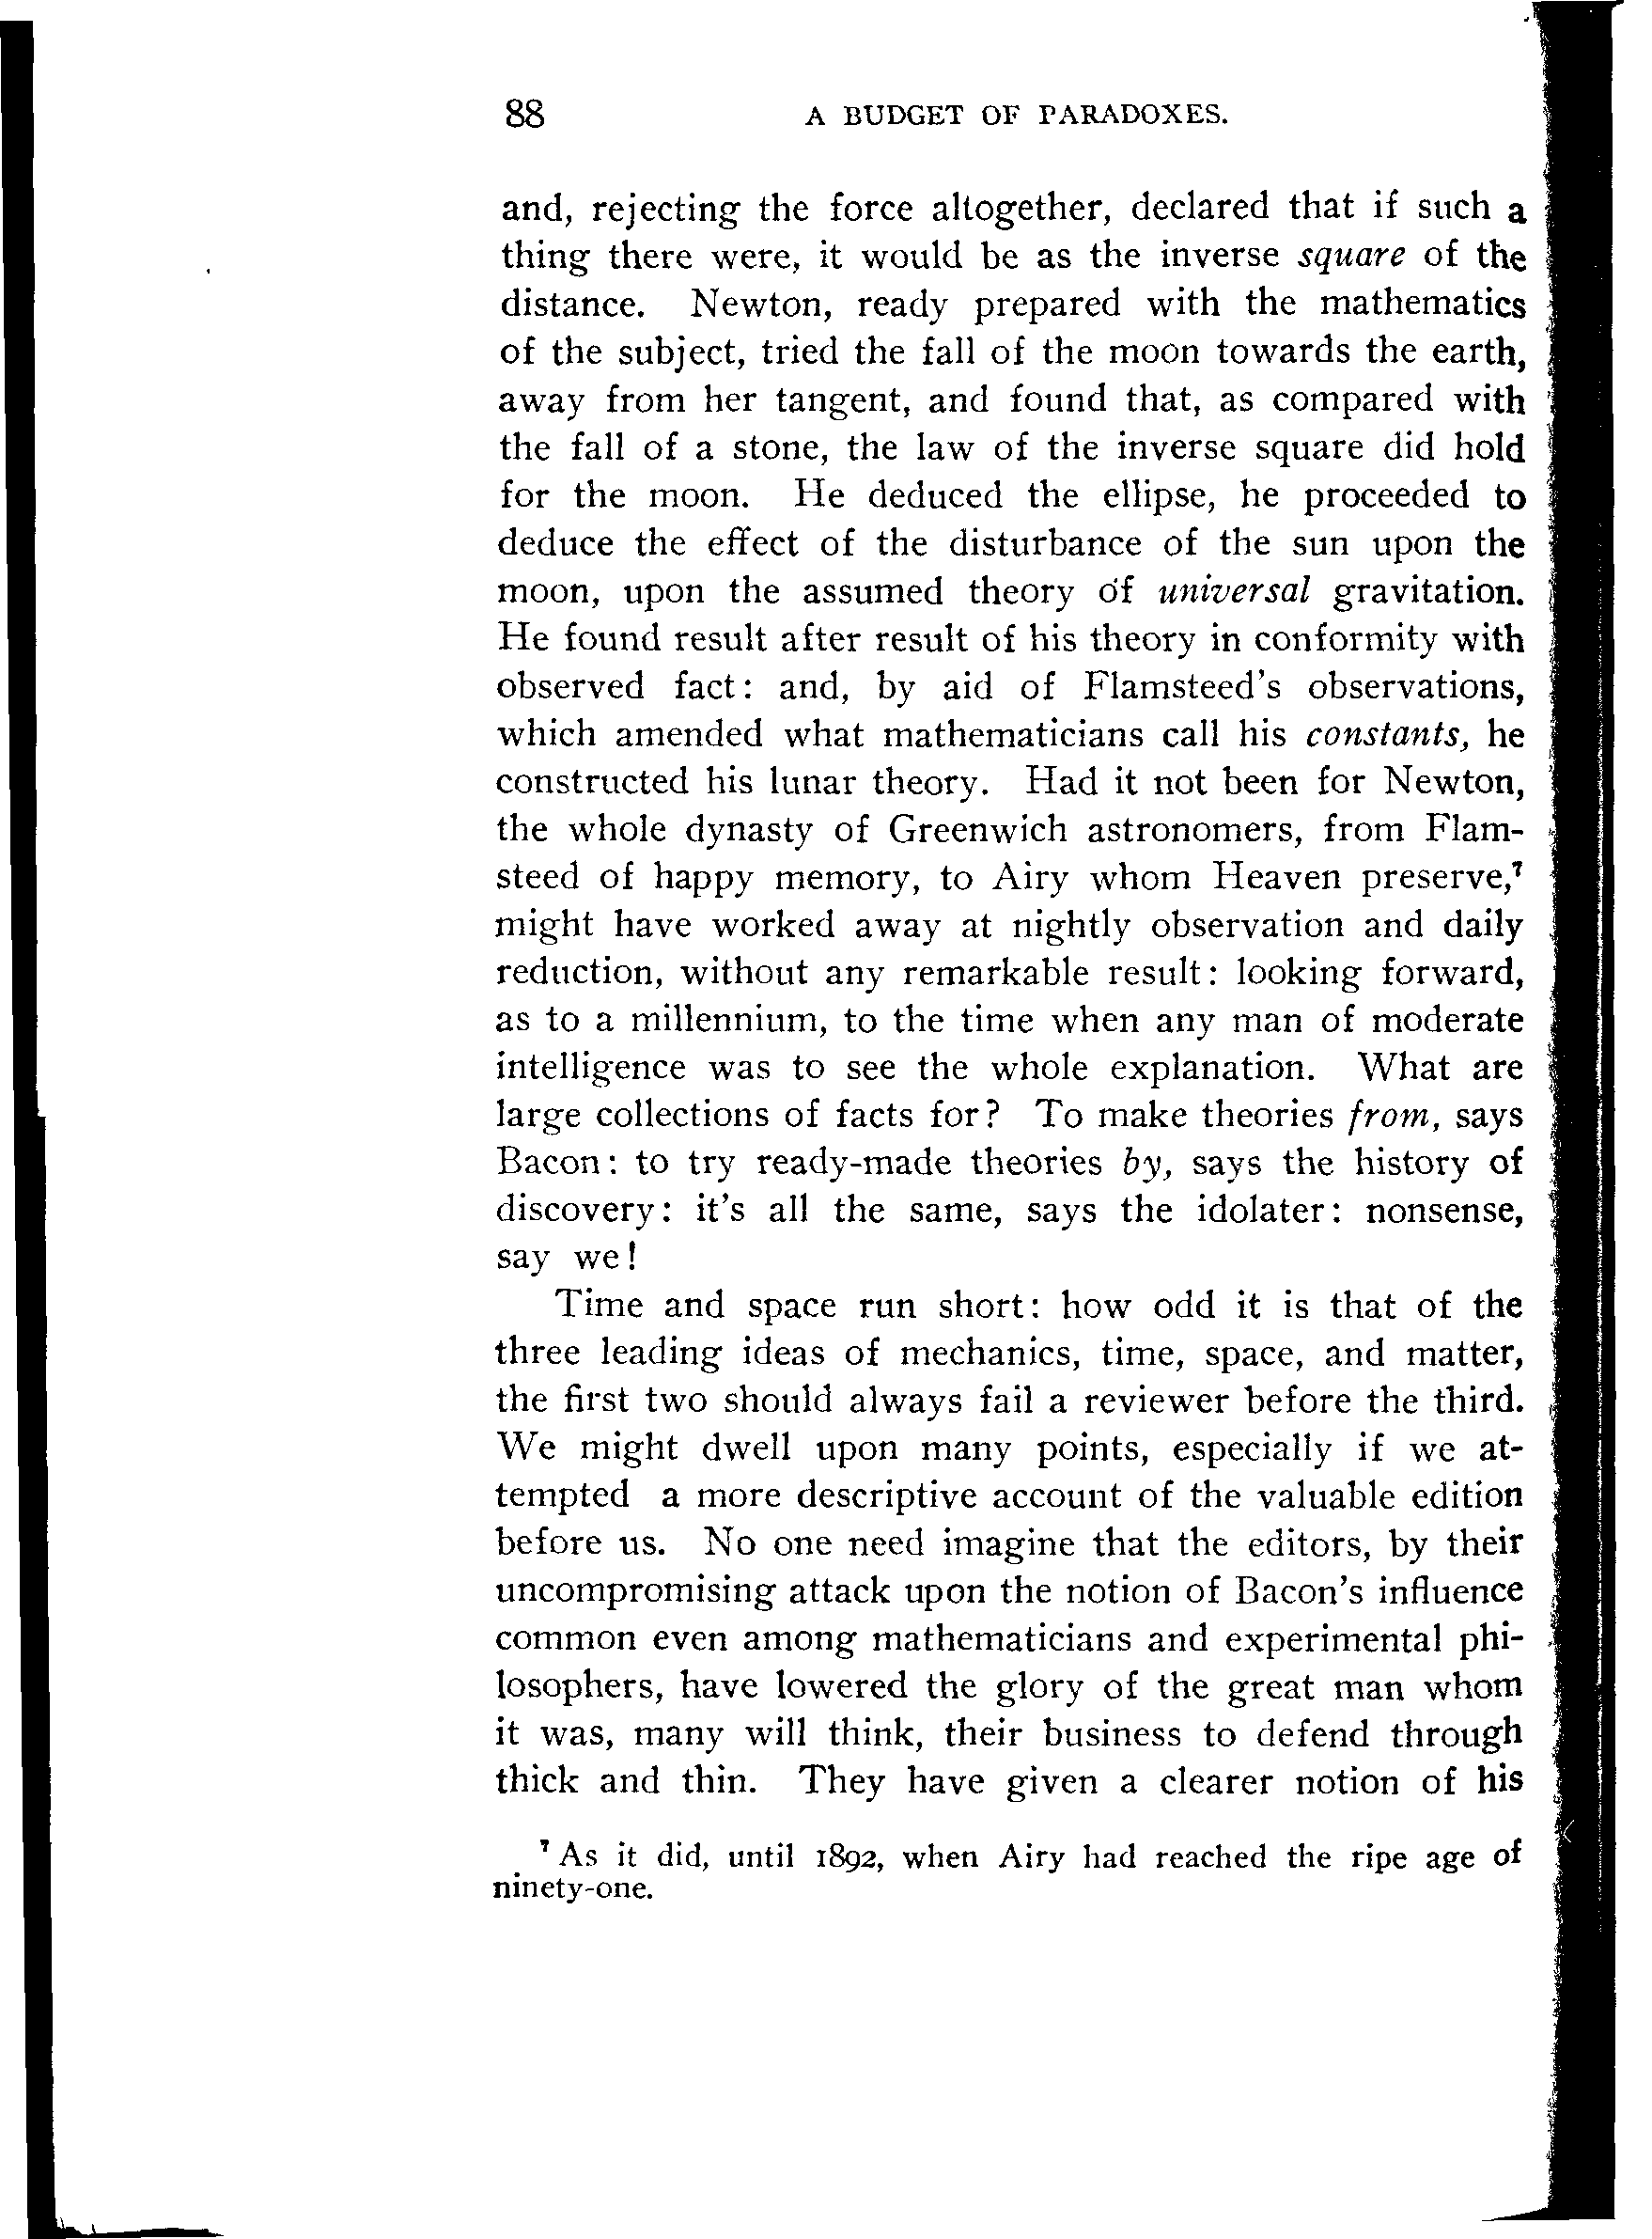 88 A BUDGET OF PARADOXES.
and, rejecting the force altogether, declared that if such a
thing there were, it would be as the inverse square of the
distance. Newton, ready prepared with the mathematics
of the subject, tried the fall of the moon towards the earth,
away from her tangent, and found that, as compared with
the fall of a stone, the law of the inverse square did hold
for the moon. He deduced the ellipse, he proceeded to
deduce the effect of the disturbance of the sun upon the
moon, upon the assumed theory of universal gravitation.
He found result after result of his theory in conformity with
observed fact: and, by aid of Flamsteed's observations,
which amended what mathematicians call his constants, he
constructed his lunar theory. Had it not been for Newton,
the whole dynasty of Greenwich astronomers, from Flam-
steed of happy memory, to Airy whom Heaven preserve,⁷
might have worked away at nightly observation and daily
reduction, without any remarkable result: looking forward,
as to a millennium, to the time when any man of moderate
intelligence was to see the whole explanation. What are
large collections of facts for? To make theories from, says
Bacon: to try ready-made theories by, says the history of
discovery: it's all the same, says the idolater: nonsense,
say we!
Time and space run short: how odd it is that of the
three leading ideas of mechanics, time, space, and matter,
the first two should always fail a reviewer before the third.
We might dwell upon many points, especially if we at-
tempted a more descriptive account of the valuable edition
before us. No one need imagine that the editors, by their
uncompromising attack upon the notion of Bacon's influence
common even among mathematicians and experimental phi-
losophers, have lowered the glory of the great man whom
it was, many will think, their business to defend through
thick and thin. They have given a clearer notion of his
⁷ As it did, until 1892, when Airy had reached the ripe age of
ninety-one.